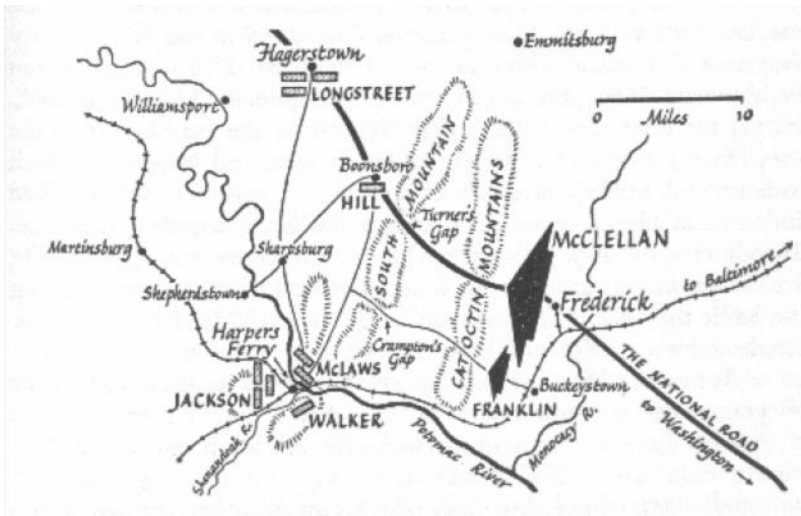 Hagerstown
Emmitsburg
LONGSTREET
Williamsport
0
10
Miles
MOUNTAIN
Boonsboro
HILL
Turner's
Gap
MOUNTAINS
McCLELLAN
Martinsburg
Sharpsburg
SOUTH
to Baltimore
Shepherdstown
Frederick
Harpers
Ferry
Crampton's
Gap
CATOCTIN
McLAWS
THE NATIONAL ROAD
to Washington
JACKSON
Buckeystown
FRANKLIN
WALKER
Monocacy R.
Shenandoah R.
Potomac
River